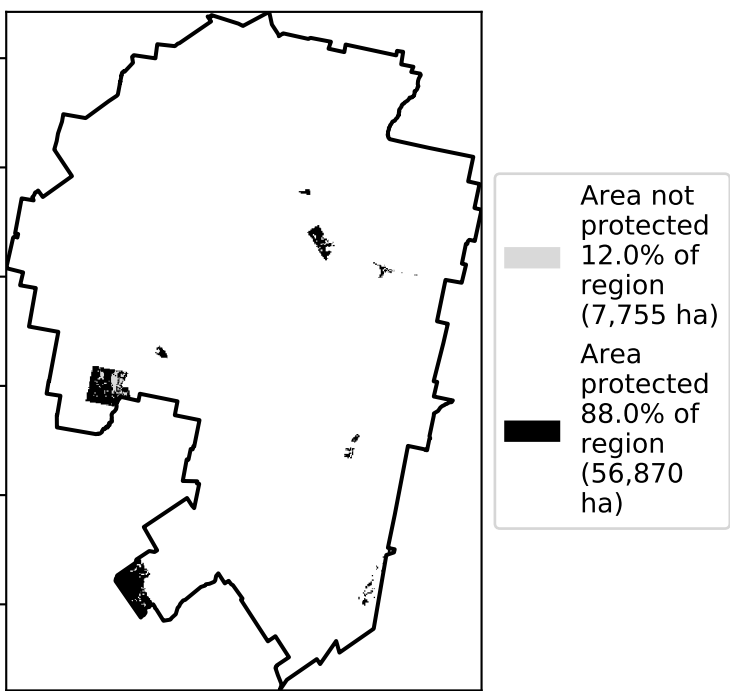 Area not
protected
12.0% of
region
(7,755 ha)
Area
protected
88.0% of
region
(56,870
ha)